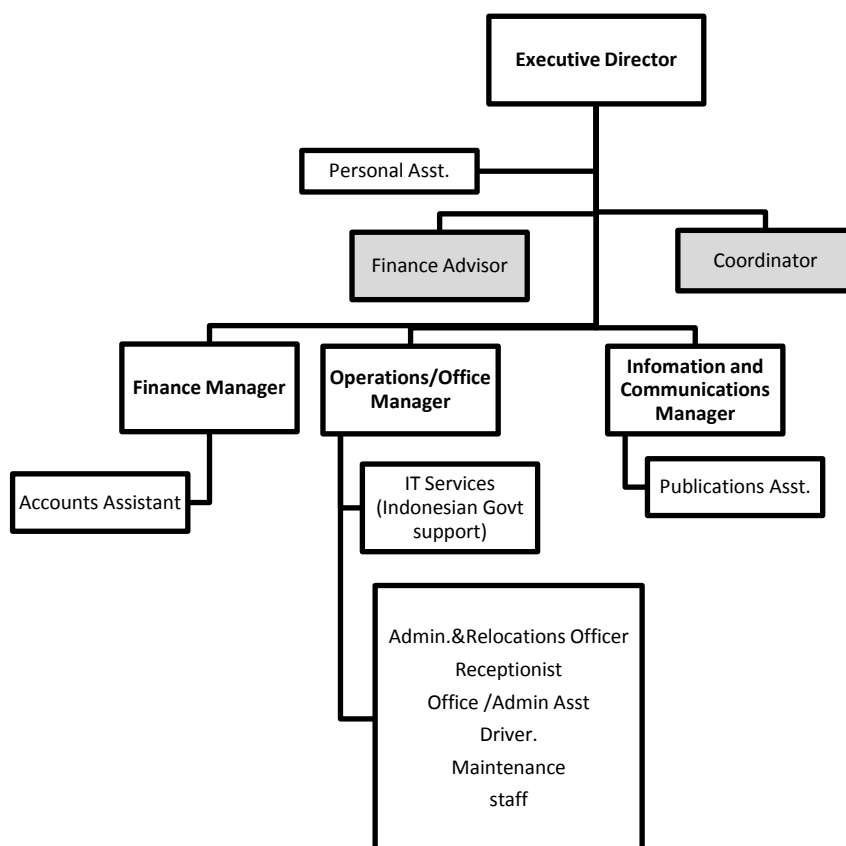 Executive Director
Personal Asst.
Finance Advisor
Coordinator
Finance Manager
Operations/Office
Manager
Infomation and
Communications
Manager
Accounts Assistant
IT Services
(Indonesian Govt
support)
Publications Asst.
Admin.&Relocations Officer
Receptionist
Office /Admin Asst
Driver.
Maintenance
staff